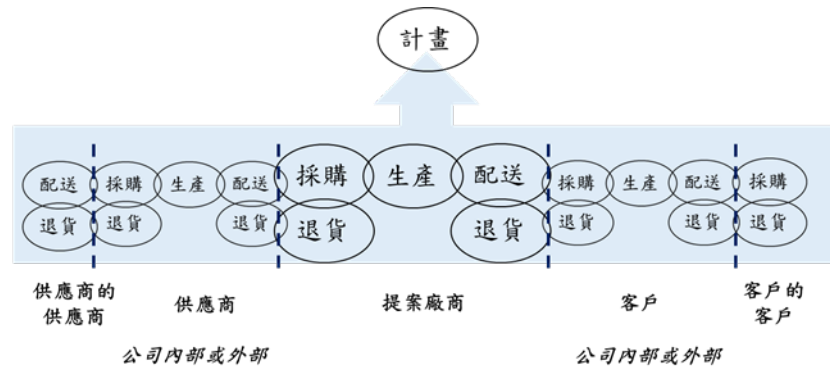 計畫
配送 採購 生產 配送 採購 生產 配送 採購 生產 配送 採購
退貨 退貨 退貨 退貨 退貨 退貨 退貨 退貨
供應商的
供應商
供應商
提案廠商
客戶
客戶的
客戶
公司內部或外部
公司內部或外部